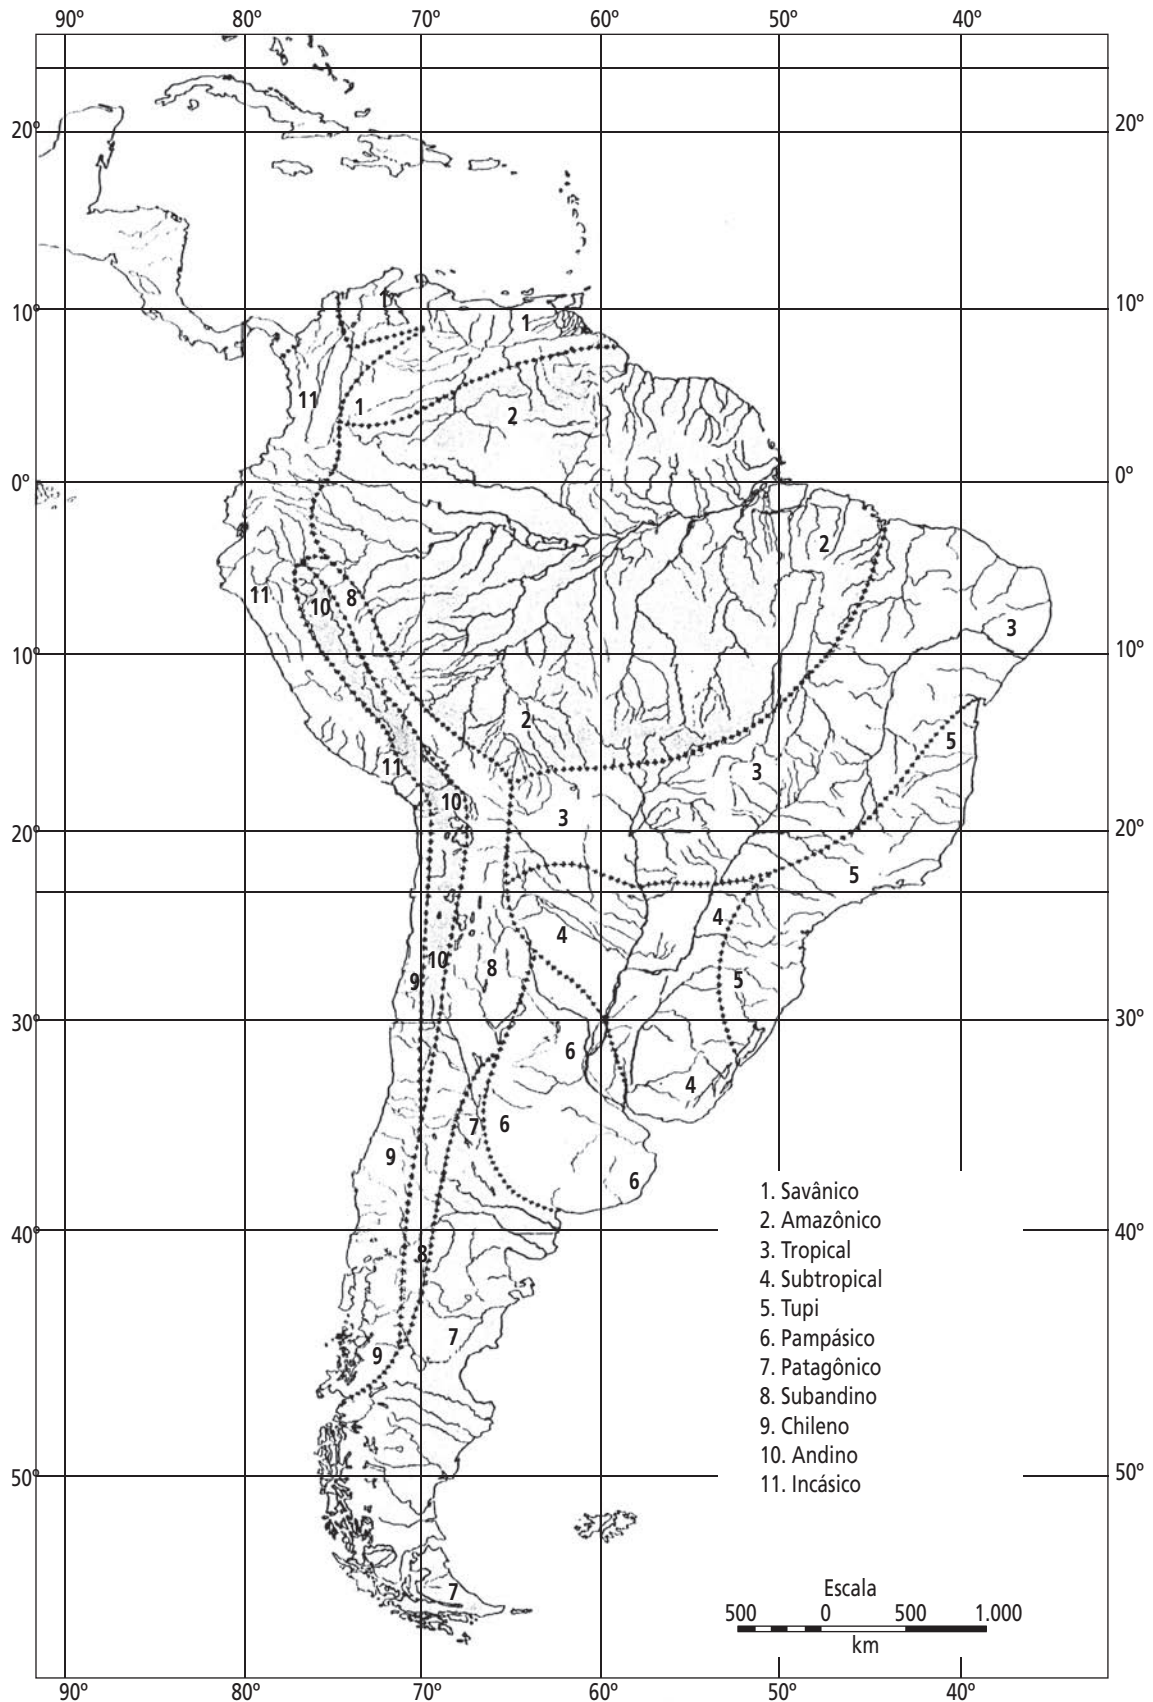 90º 80º 70º 60º 50º 40º
20º 20º
10º 10º
1
1
11 1 2
0º 0º
2
11 10 8
3
10º 10º
2 5
11 3
10 3
20º 20º
5
4
4
10 8 5
9
30º 30º
6
4
7 6
9
6
1. Savânico
2. Amazônico
40º 40º
8 3. Tropical
4. Subtropical
5. Tupi
7 6. Pampásico
9 7. Patagônico
8. Subandino
9. Chileno
10. Andino
50º 50º
11. Incásico
7 Escala
500 0 500 1.000
km
90º 80º 70º 60º 50º 40º